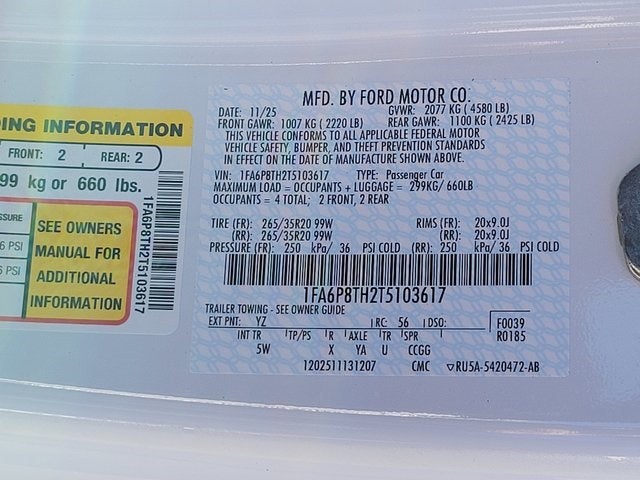 DING INFORMATION
FRONT: 2 REAR: 2
99 kg or 660 lbs.
SSURE
6 PSI
6 PSI
SEE OWNERS
MANUAL FOR
ADDITIONAL
INFORMATION
1FA6P8TH2T5103617
MFD. BY FORD MOTOR CO.
DATE: 11/25 GVWR: 2077 KG ( 4580 LB)
FRONT GAWR: 1007 KG ( 2220 LB) REAR GAWR: 1100 KG ( 2425 LB)
THIS VEHICLE CONFORMS TO ALL APPLICABLE FEDERAL MOTOR
VEHICLE SAFETY, BUMPER, AND THEFT PREVENTION STANDARDS
IN EFFECT ON THE DATE OF MANUFACTURE SHOWN ABOVE.
VIN: 1FA6P8TH2T5103617 TYPE: Passenger Car
MAXIMUM LOAD = OCCUPANTS + LUGGAGE = 299KG/ 660LB
OCCUPANTS = 4 TOTAL; 2 FRONT, 2 REAR
TIRE (FR): 265/35R20 99W RIMS (FR): 20x9.0J
(RR): 265/35R20 99W (RR): 20x9.0J
PRESSURE (FR): 250 kPa/ 36 PSI COLD (RR): 250 kPa/ 36 PSI COLD
1FA6P8TH2T5103617
TRAILER TOWING - SEE OWNER GUIDE
EXT PNT: YZ RC: 56 DSO: F0039
INT TR TP/PS R AXLE TR SPR R0185
5W X YA U CCGG
1202511131207 CMC ▽RU5A-5420472-AB